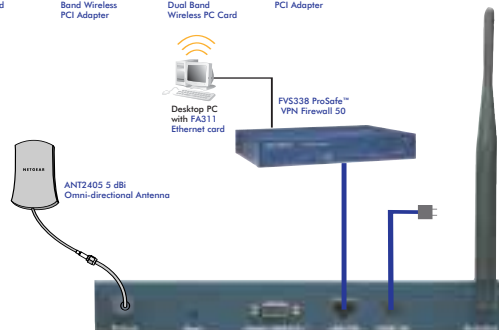 Band Wireless
PCI Adapter
Dual Band
Wireless PC Card
PCI Adapter
Desktop PC
with FA311
Ethernet card
FVS338 ProSafe™
VPN Firewall 50
NETGEAR
ANT2405 5 dBi
Omni-directional Antenna